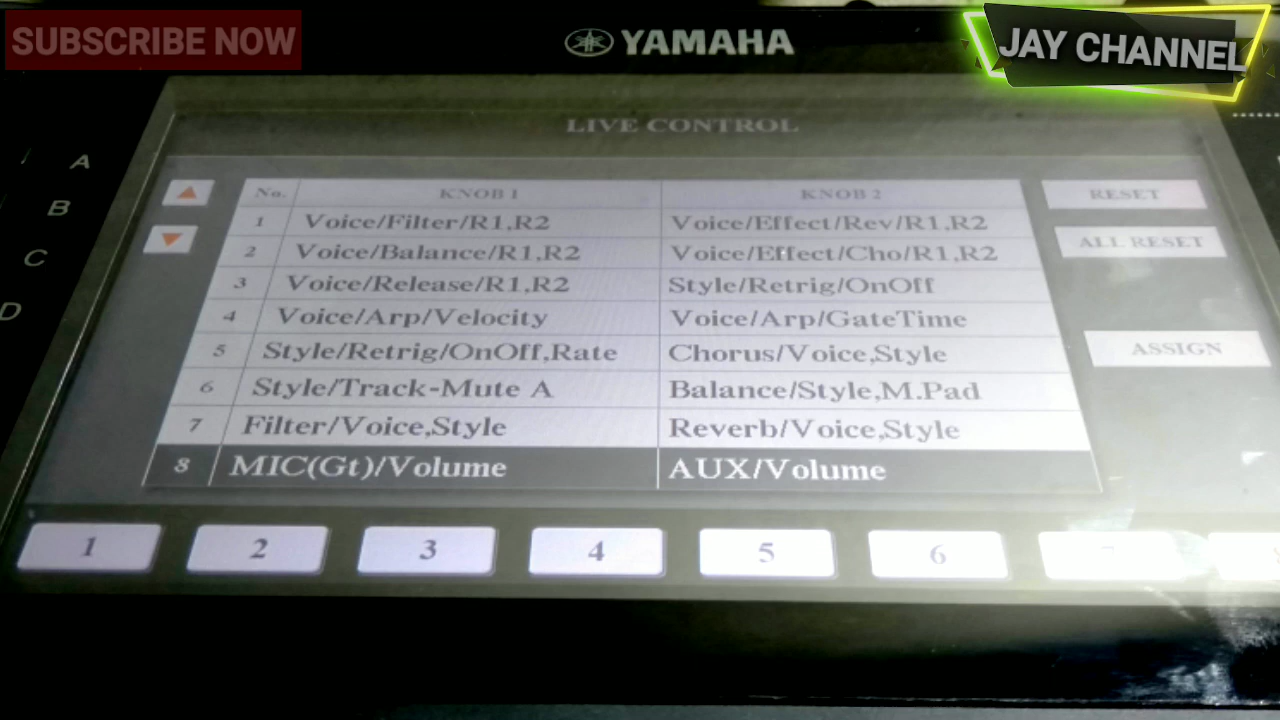 SUBSCRIBE NOW
YAMAHA
JAY CHANNEL
LIVE CONTROL
A
B
C
D
No. KNOB 1 KNOB 2
1 Voice/Filter/R1,R2 Voice/Effect/Rev/R1,R2
2 Voice/Balance/R1,R2 Voice/Effect/Cho/R1,R2
3 Voice/Release/R1,R2 Style/Retrig/OnOff
4 Voice/Arp/Velocity Voice/Arp/GateTime
5 Style/Retrig/OnOff,Rate Chorus/Voice,Style
6 Style/Track-Mute A Balance/Style,M.Pad
7 Filter/Voice,Style Reverb/Voice,Style
8 MIC(Gt)/Volume AUX/Volume
RESET
ALL RESET
ASSIGN
1 2 3 4 5 6 7